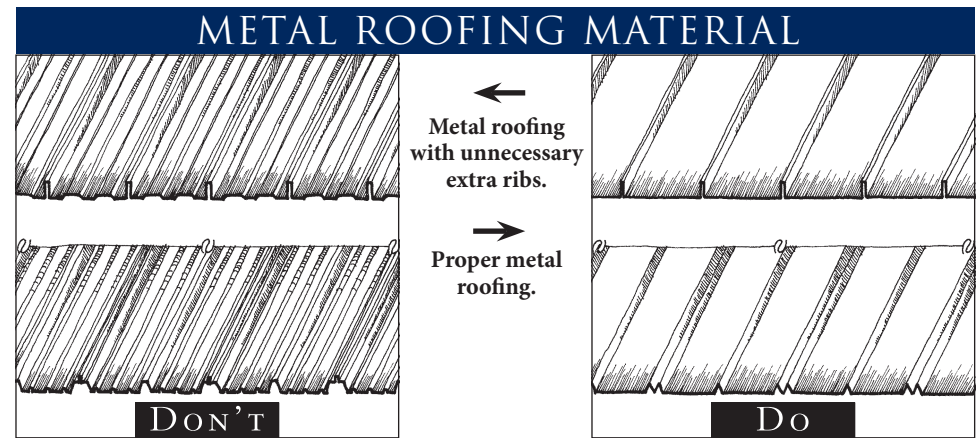 METAL ROOFING MATERIAL
Metal roofing
with unnecessary
extra ribs.
Proper metal
roofing.
DON'T
DO